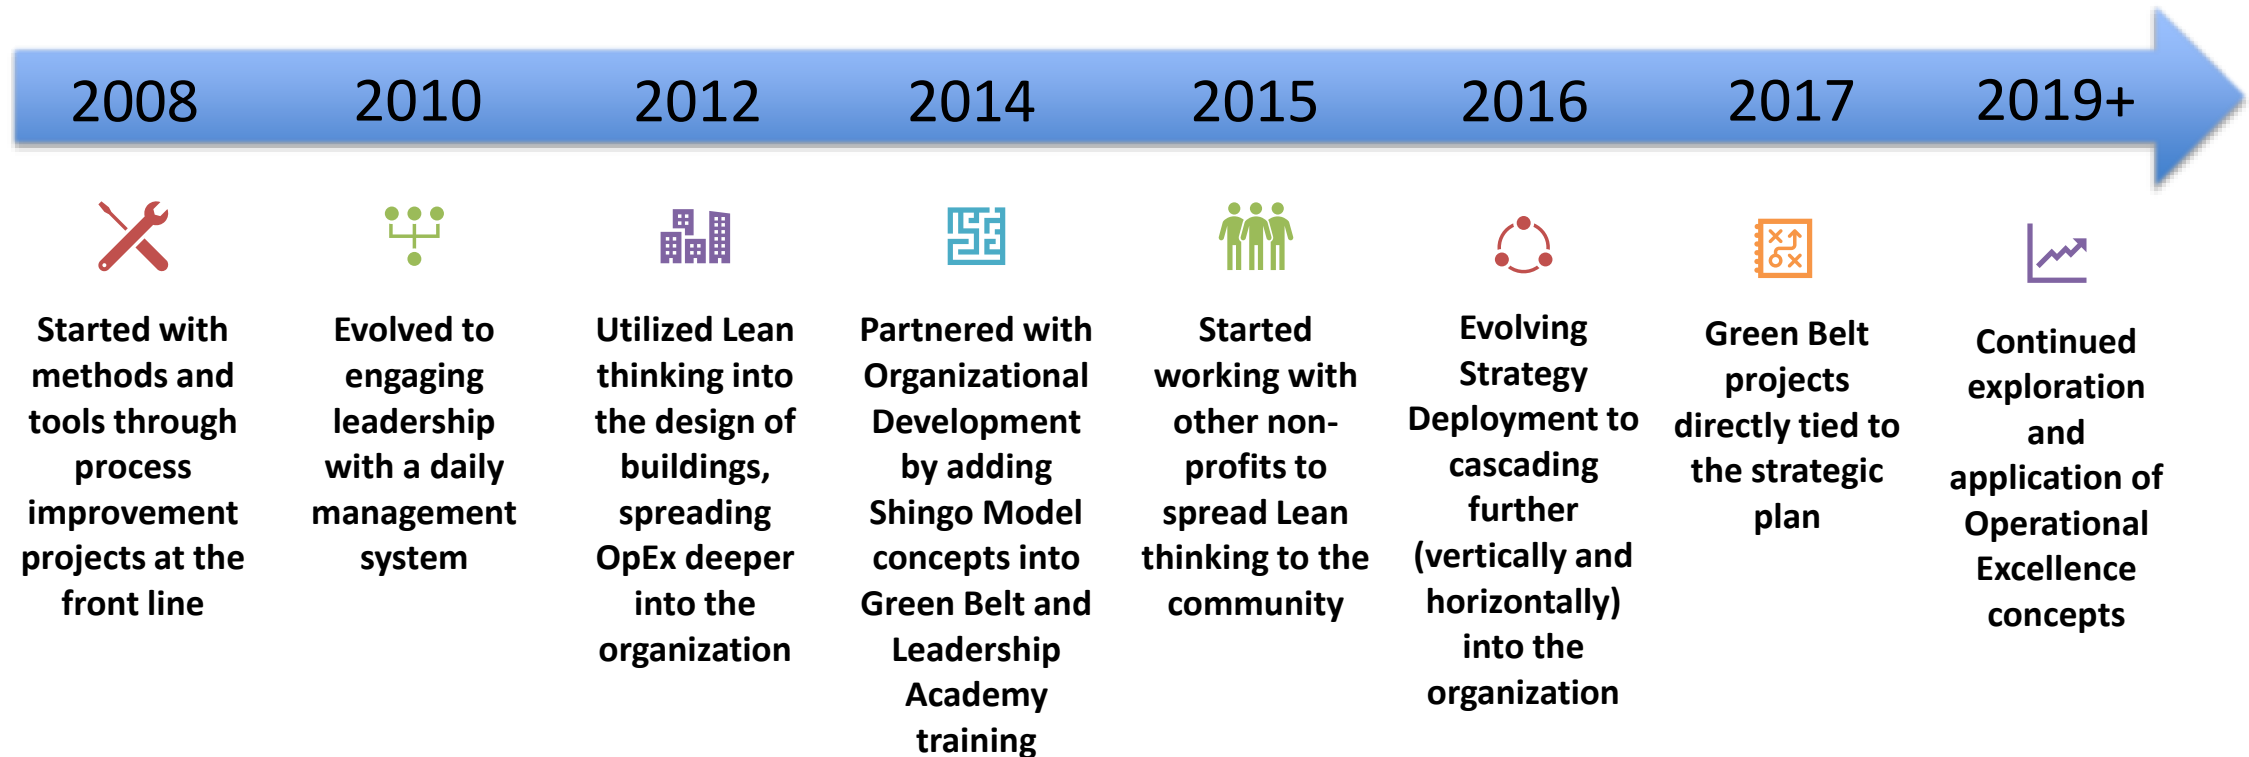 2008
2010
2012
2014
2015
2016
2017
2019+
Started with
methods and
tools through
process
improvement
projects at the
front line
Evolved to
engaging
leadership
with a daily
management
system
Utilized Lean
thinking into
the design of
buildings,
spreading
OpEx deeper
into the
organization
Partnered with
Organizational
Development
by adding
Shingo Model
concepts into
Green Belt and
Leadership
Academy
training
Started
working with
other non-
profits to
spread Lean
thinking to the
community
Evolving
Strategy
Deployment to
cascading
further
(vertically and
horizontally)
into the
organization
Green Belt
projects
directly tied to
the strategic
plan
Continued
exploration
and
application of
Operational
Excellence
concepts